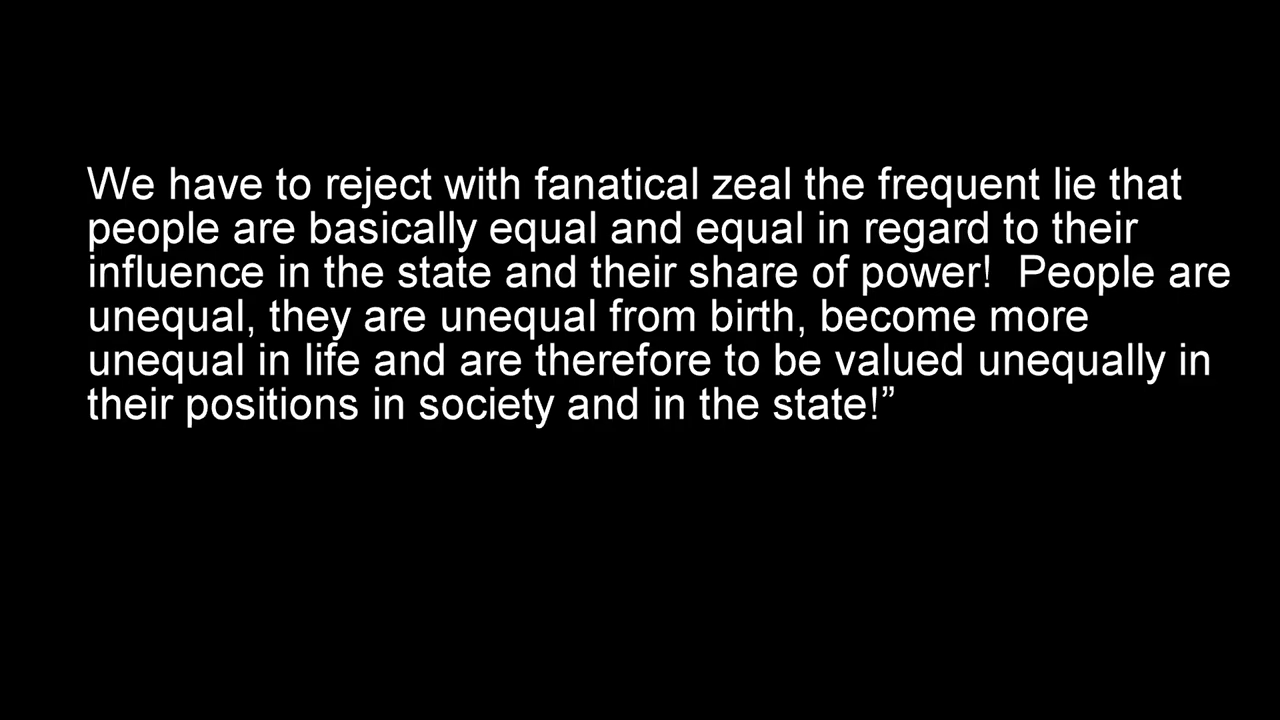 We have to reject with fanatical zeal the frequent lie that
people are basically equal and equal in regard to their
influence in the state and their share of power!  People are
unequal, they are unequal from birth, become more
unequal in life and are therefore to be valued unequally in
their positions in society and in the state!”